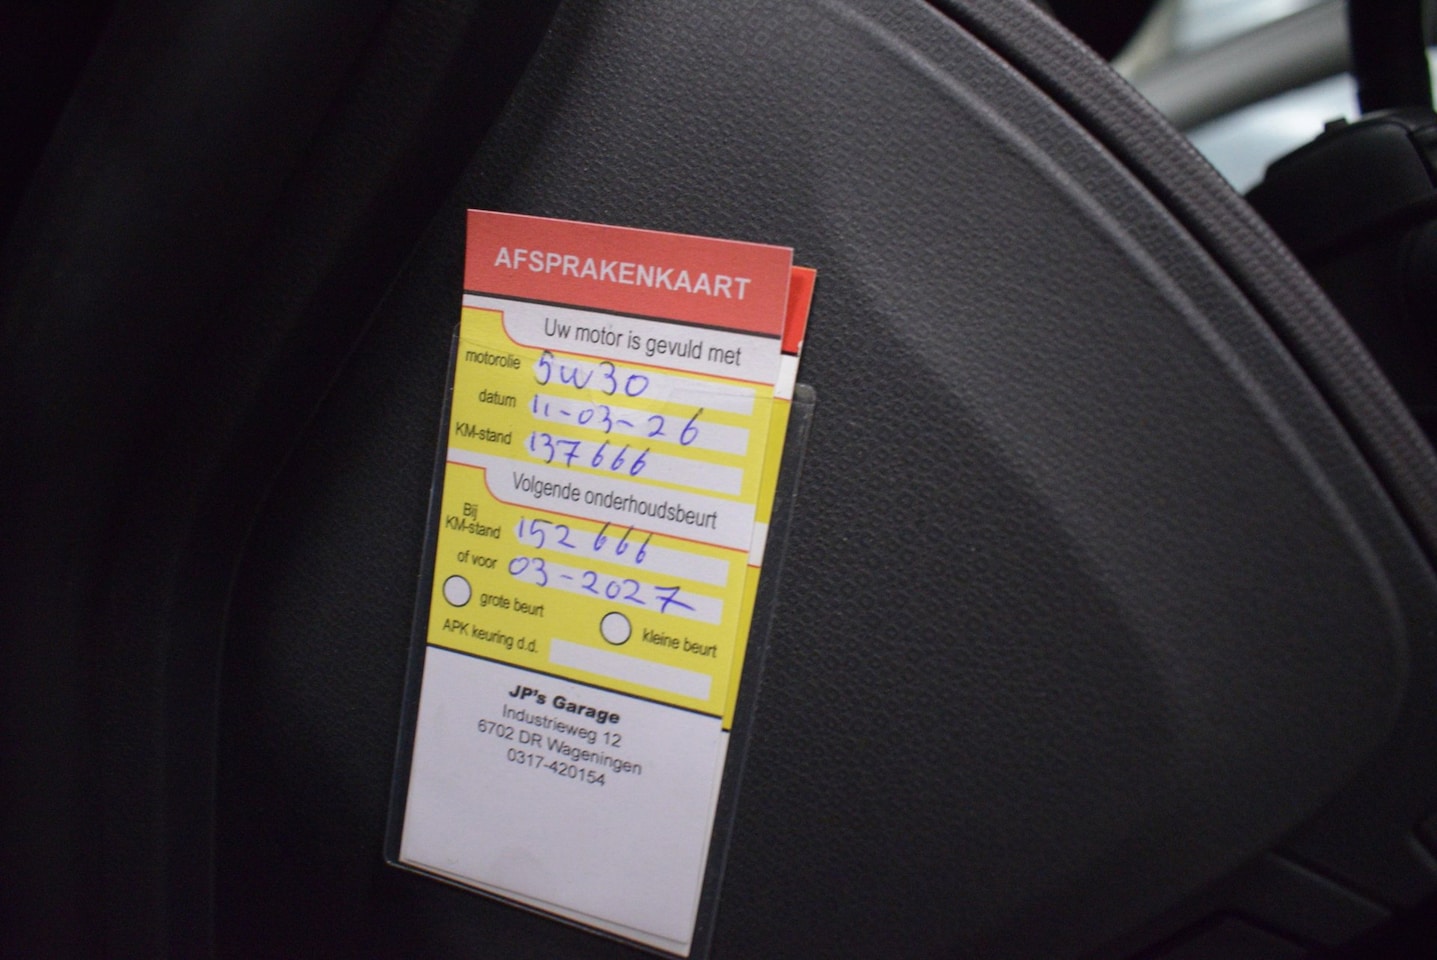 AFSPRAKENKAART
Uw motor is gevuld met
motorolie 5W30
datum 11-03-26
KM-stand 137666
Volgende onderhoudsbeurt
Bij
KM-stand 152666
of voor 03-2027
grote beurt kleine beurt
APK keuring d.d.
JP's Garage
Industrieweg 12
6702 DR Wageningen
0317-420154